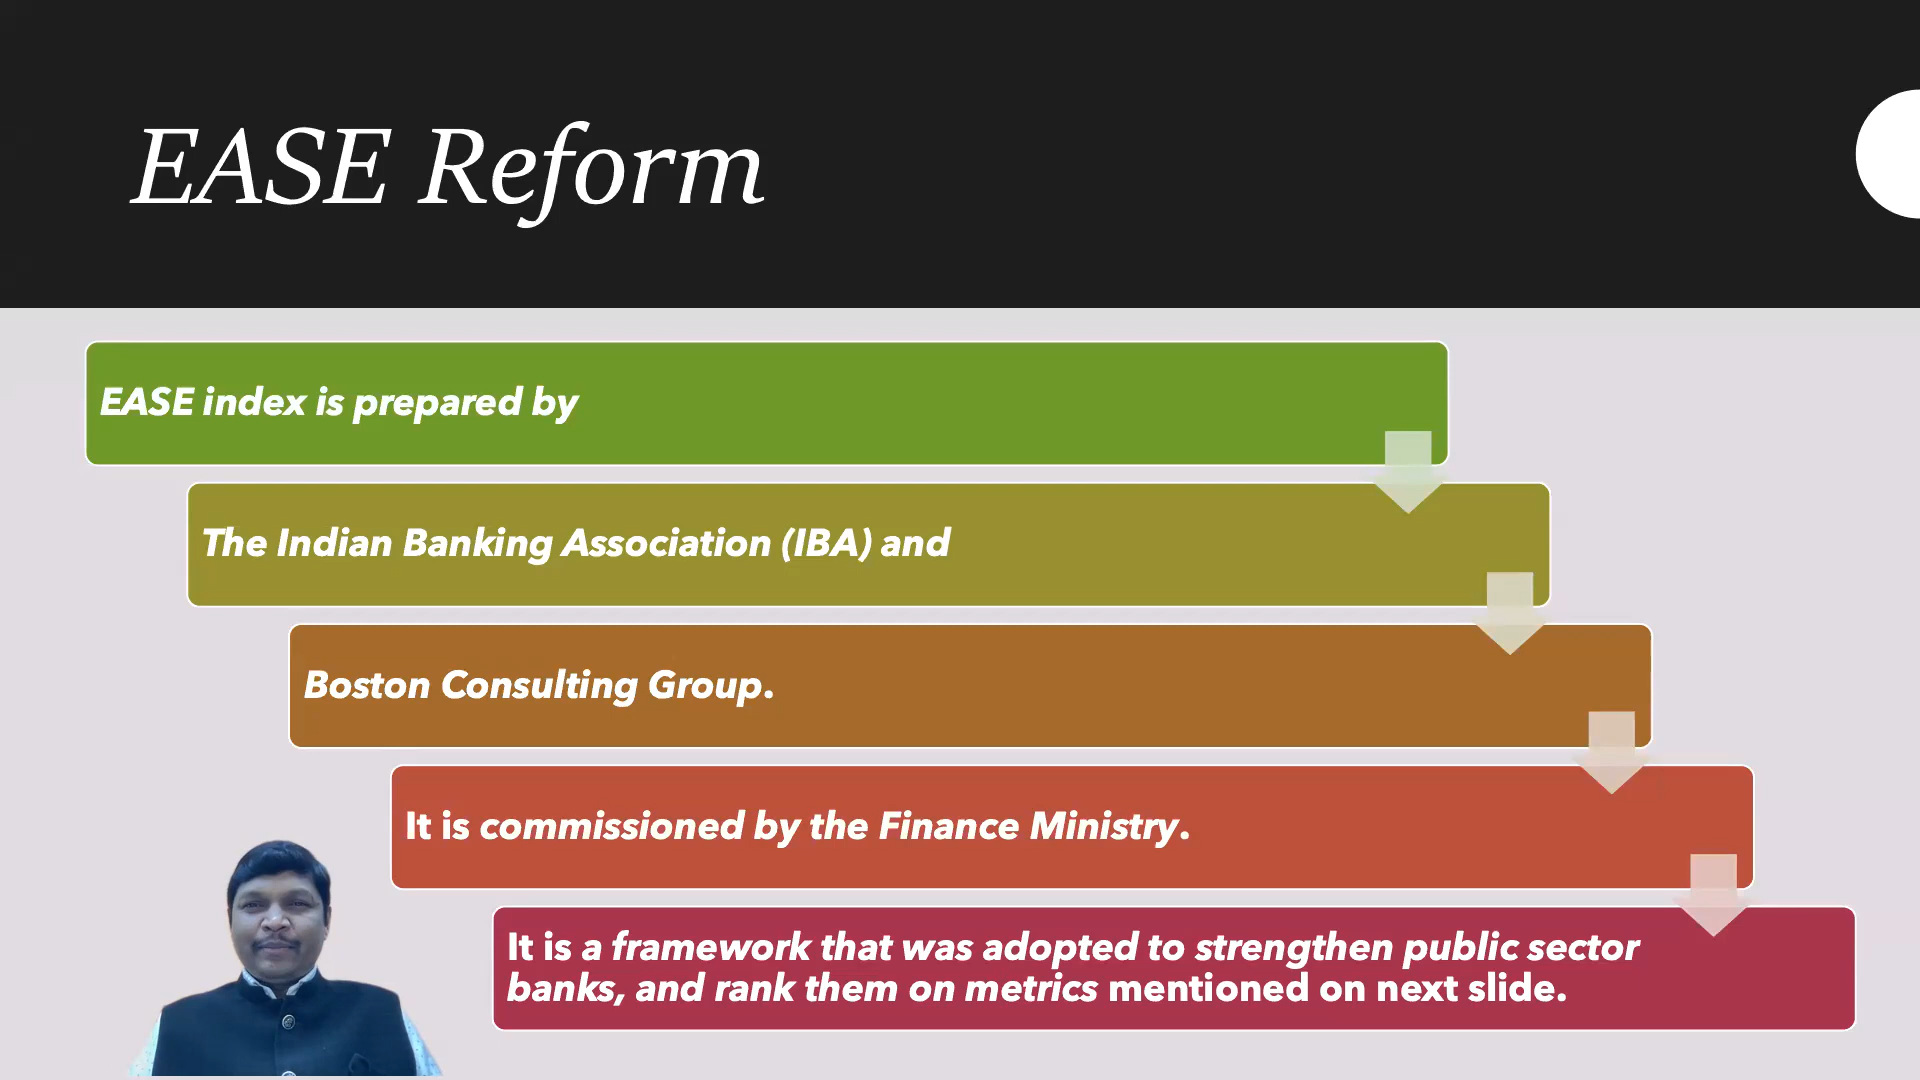 EASE Reform
EASE index is prepared by
The Indian Banking Association (IBA) and
Boston Consulting Group.
It is commissioned by the Finance Ministry.
It is a framework that was adopted to strengthen public sector
banks, and rank them on metrics mentioned on next slide.